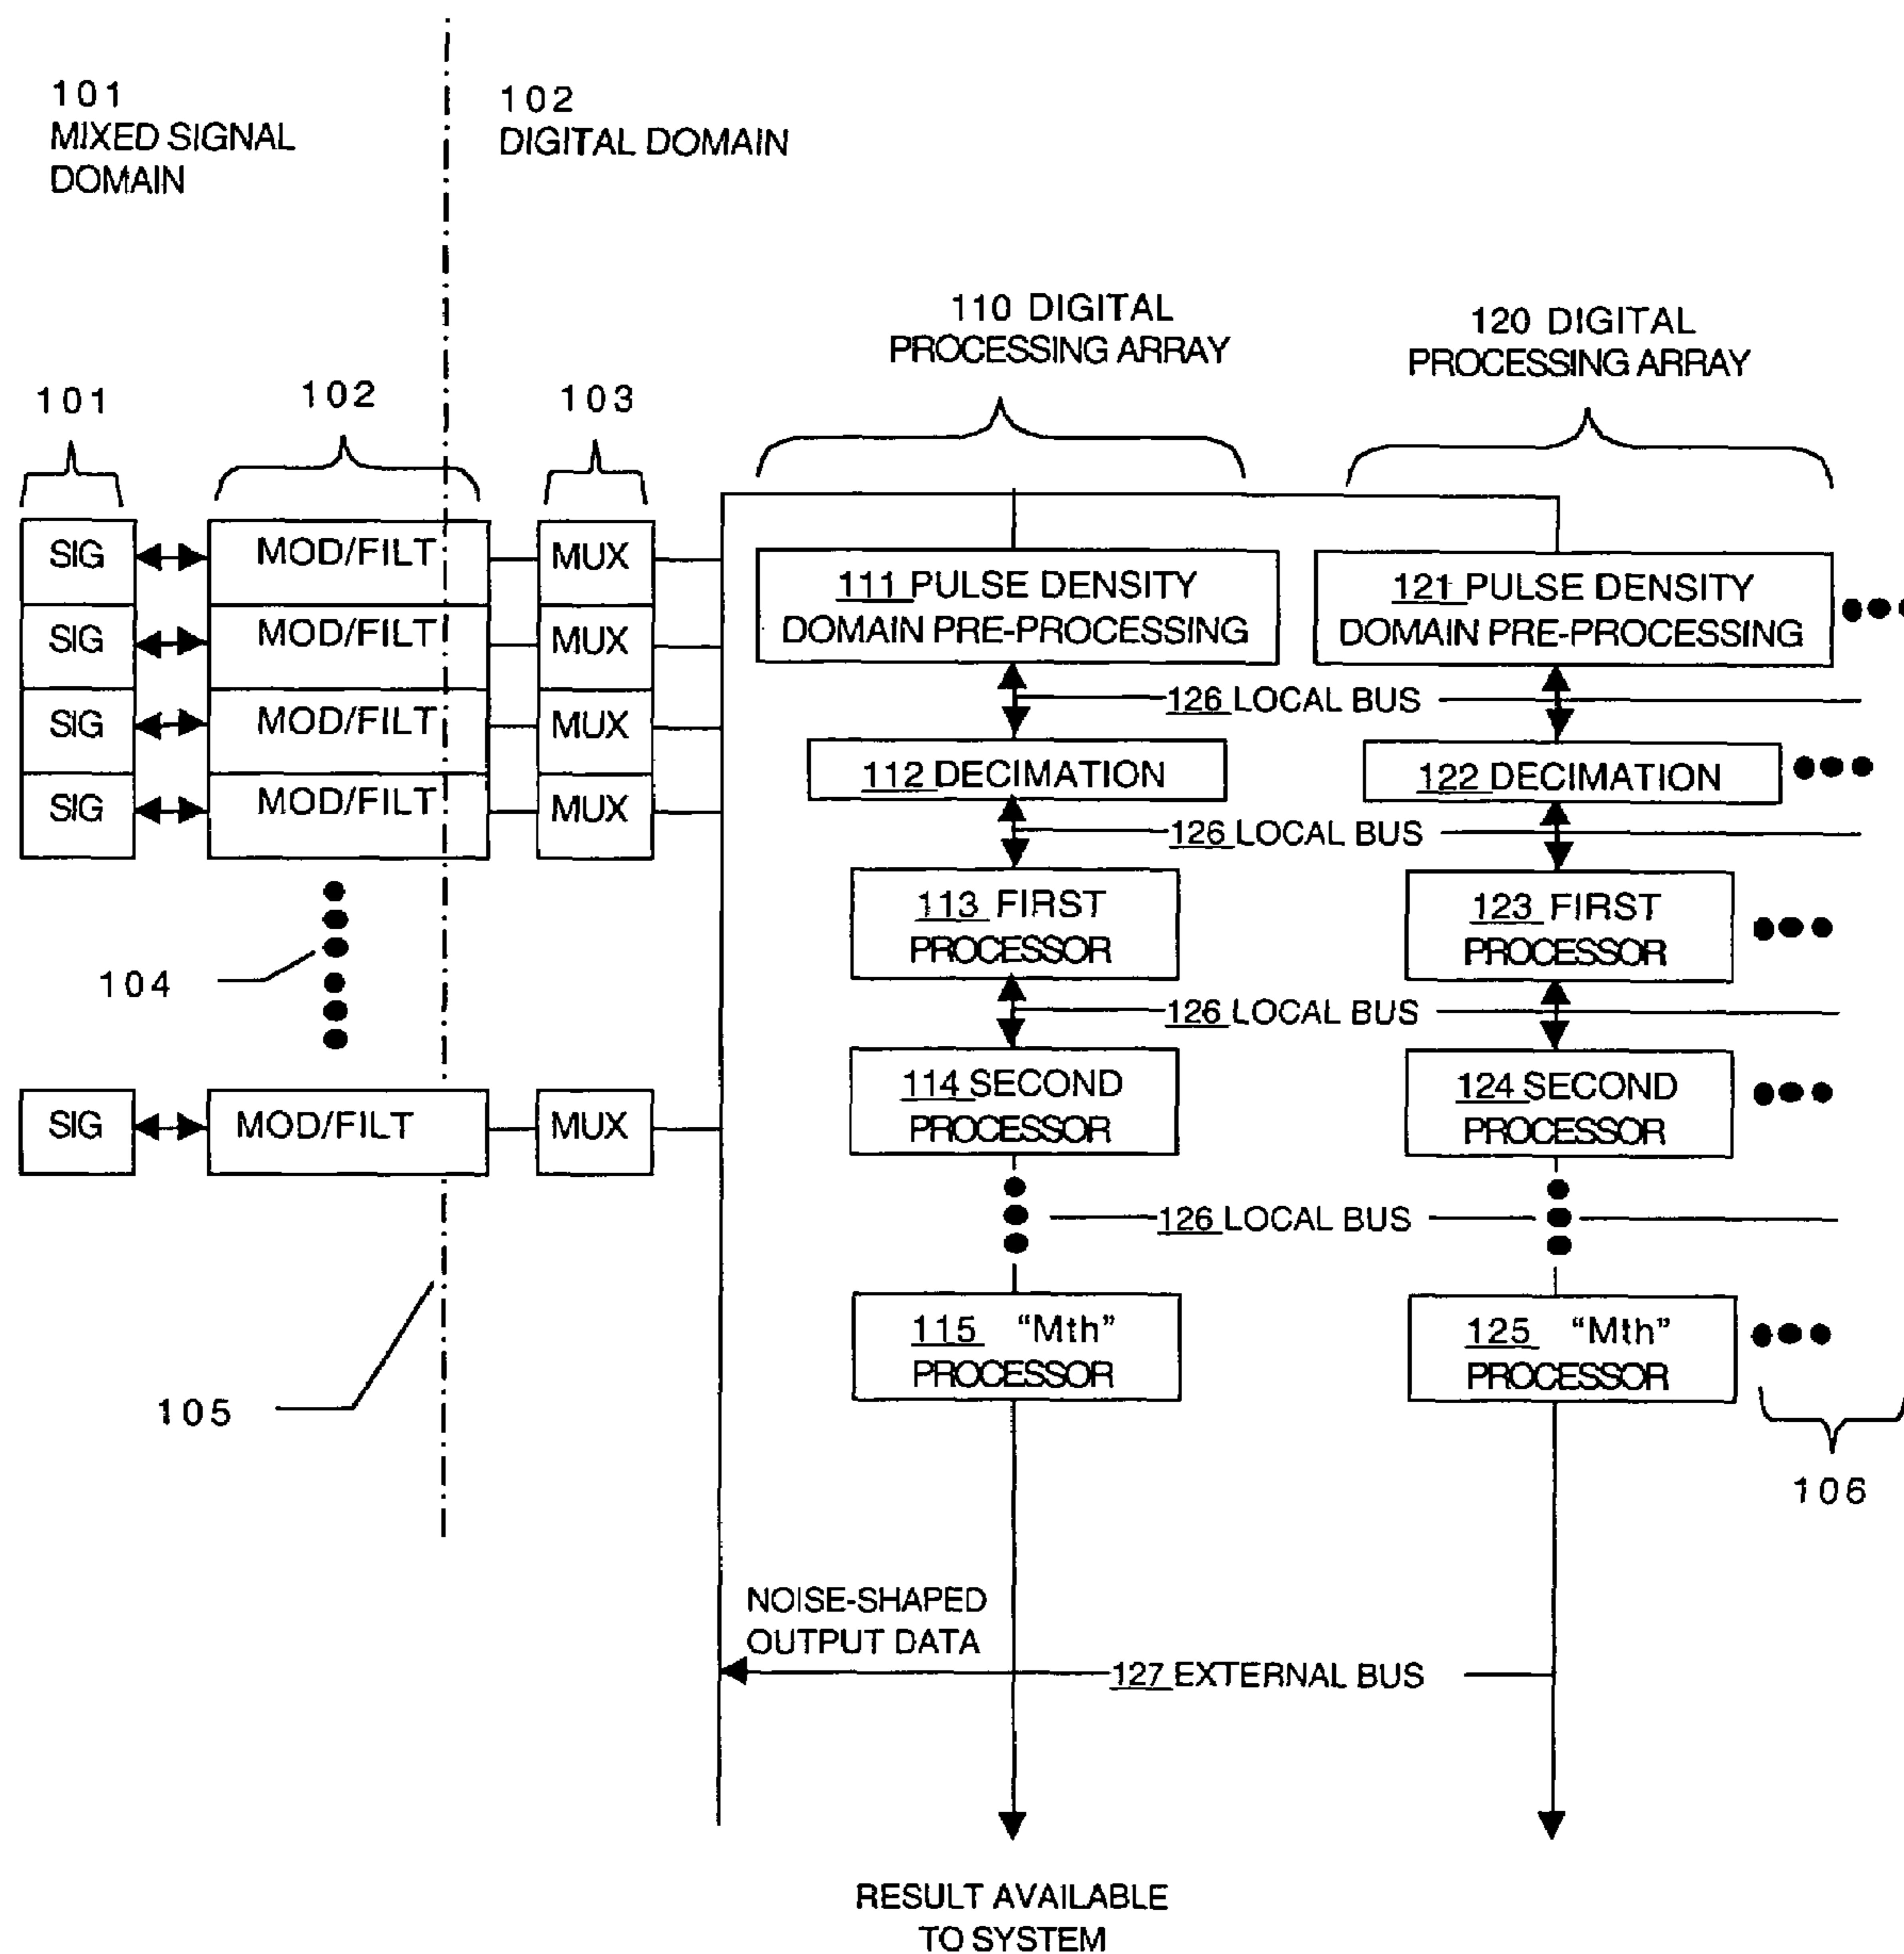 101
MIXED SIGNAL
DOMAIN
102
DIGITAL DOMAIN
110 DIGITAL
PROCESSING ARRAY
120 DIGITAL
PROCESSING ARRAY
101
102
103
SIG
MOD/FILT
MUX
SIG
MOD/FILT
MUX
SIG
MOD/FILT
MUX
SIG
MOD/FILT
MUX
104
SIG
MOD/FILT
MUX
105
111 PULSE DENSITY
DOMAIN PRE-PROCESSING
121 PULSE DENSITY
DOMAIN PRE-PROCESSING
126 LOCAL BUS
112 DECIMATION
122 DECIMATION
126 LOCAL BUS
113 FIRST
PROCESSOR
123 FIRST
PROCESSOR
126 LOCAL BUS
114 SECOND
PROCESSOR
124 SECOND
PROCESSOR
126 LOCAL BUS
115 “Mth”
PROCESSOR
125 “Mth”
PROCESSOR
106
NOISE-SHAPED
OUTPUT DATA
127 EXTERNAL BUS
RESULT AVAILABLE
TO SYSTEM